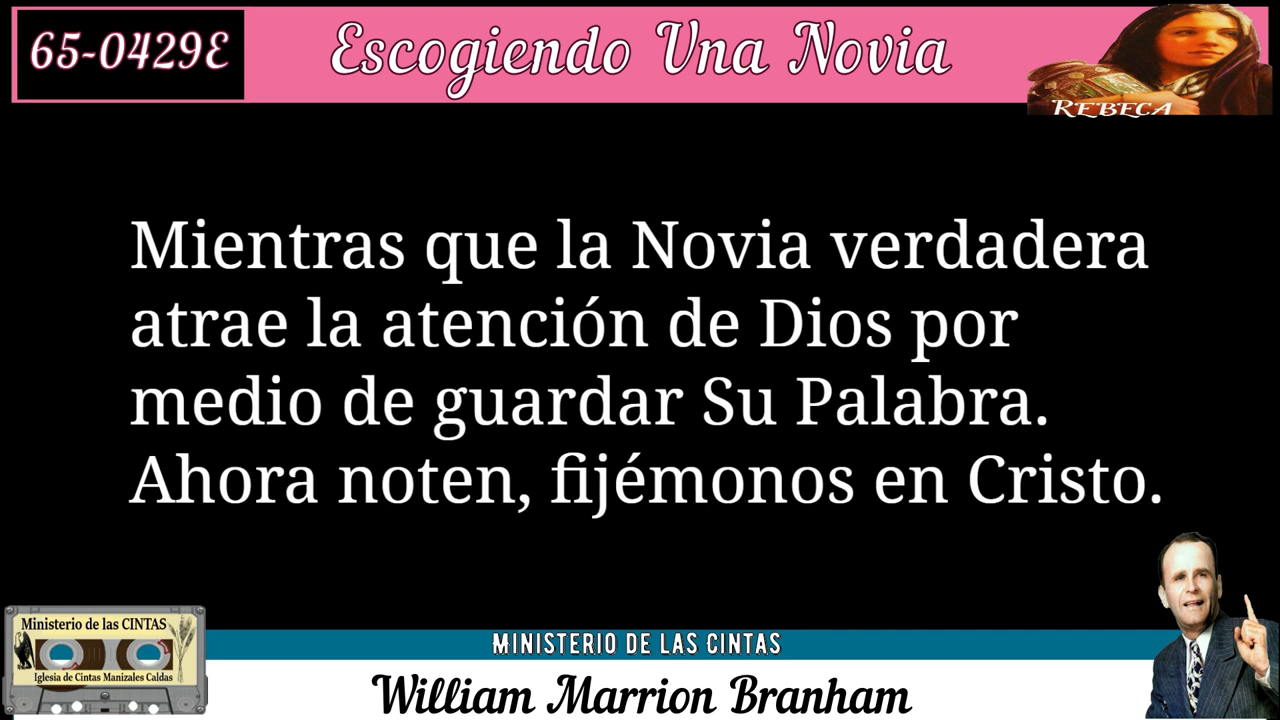 65-0429E
Escogiendo Una Novia
REBECA
Mientras que la Novia verdadera
atrae la atención de Dios por
medio de guardar Su Palabra.
Ahora noten, fijémonos en Cristo.
Ministerio de las CINTAS
Iglesia de Cintas Manizales Caldas
MINISTERIO DE LAS CINTAS
William Marrion Branham